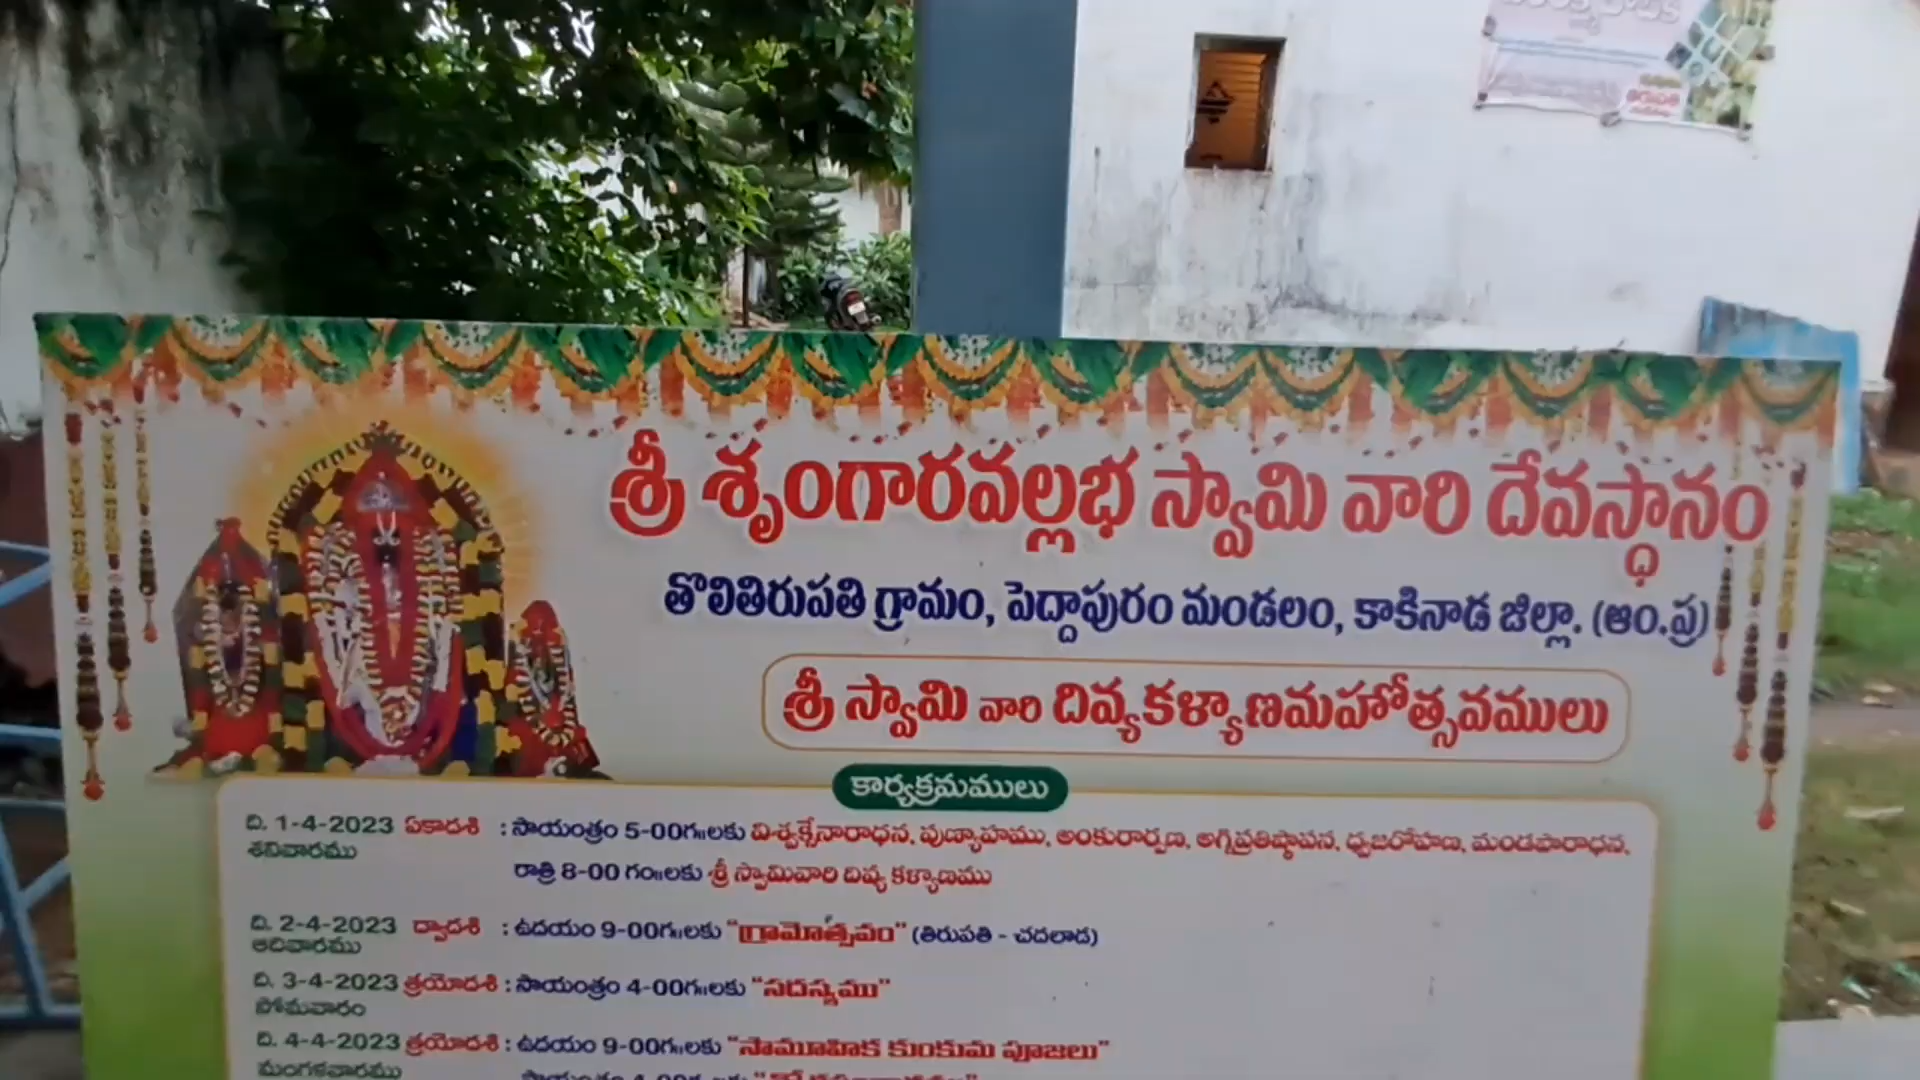 శ్రీ శృంగారవల్లభ స్వామి వారి దేవస్థానం
తొలితిరుపతి గ్రామం, పెద్దాపురం మండలం, కాకినాడ జిల్లా. (ఆం.ప్ర)
శ్రీ స్వామి వారి దివ్యకళ్యాణమహోత్సవములు
కార్యక్రమములు
ది. 1-4-2023 ఏకాదశి : సాయంత్రం 5-00గ॥లకు విశ్వక్సేనారాధన, పుణ్యాహము, అంకురార్పణ, అగ్నిప్రతిష్ఠాపన, ధ్వజరోహణ, మండపారాధన,
శనివారము
రాత్రి 8-00 గం॥లకు శ్రీ స్వామివారి దివ్య కళ్యాణము
ది. 2-4-2023 ద్వాదశి : ఉదయం 9-00గ॥లకు "గ్రామోత్సవం" (తిరుపతి - చదలాడ)
ఆదివారము
ది. 3-4-2023 త్రయోదశి : సాయంత్రం 4-00గ॥లకు "సదస్యము"
సోమవారం
ది. 4-4-2023 త్రయోదశి : ఉదయం 9-00గ॥లకు "సామూహిక కుంకుమ పూజలు"
మంగళవారము